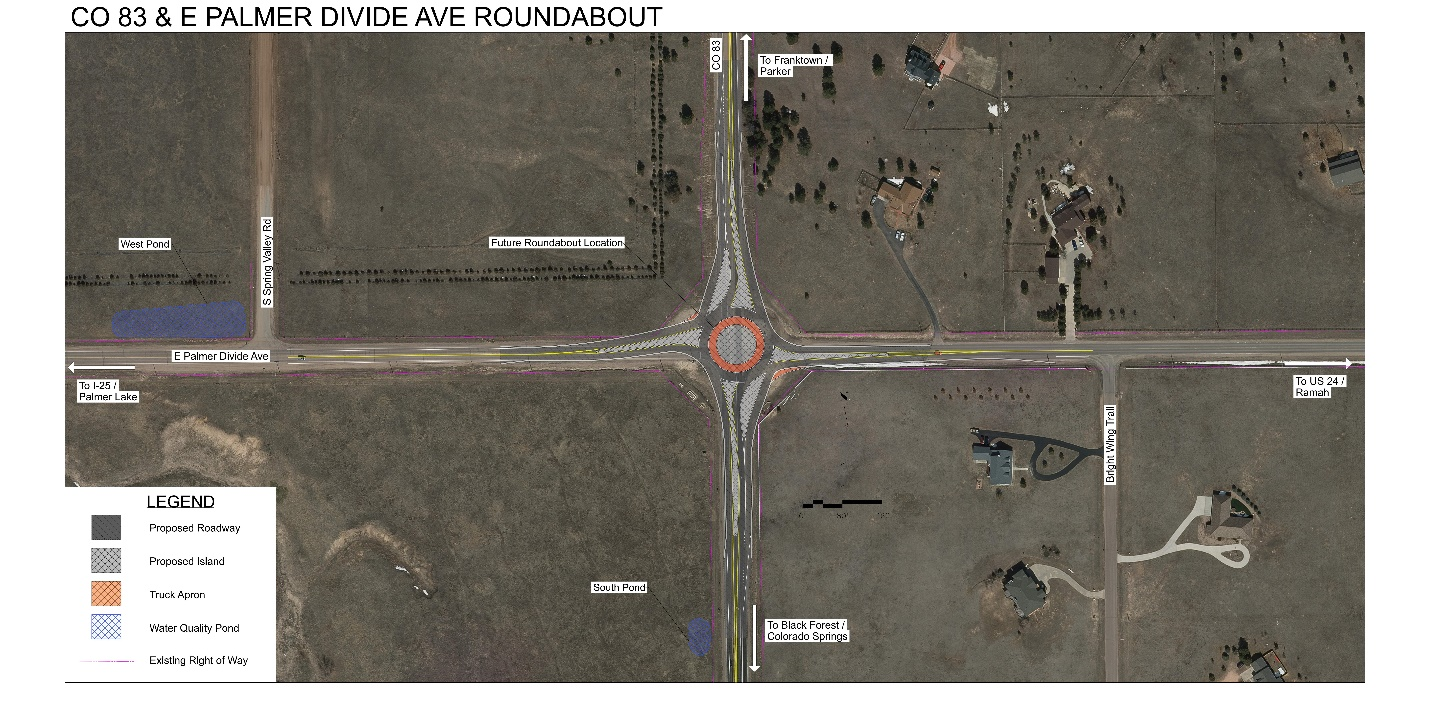 CO 83 & E PALMER DIVIDE AVE ROUNDABOUT
CO 83
To Franktown /
Parker
S Spring Valley Rd
West Pond
Future Roundabout Location
E Palmer Divide Ave
To I-25 /
Palmer Lake
To US 24 /
Ramah
Bright Wing Trail
South Pond
To Black Forest /
Colorado Springs
LEGEND
Proposed Roadway
Proposed Island
Truck Apron
Water Quality Pond
Existing Right of Way